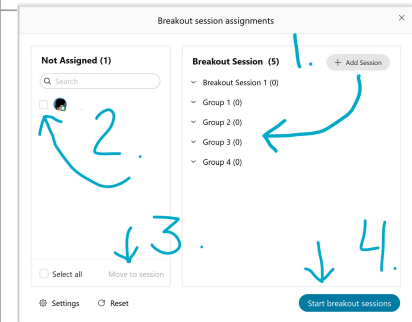 Breakout session assignments
Not Assigned (1)
Search
Select all
Move to session
Breakout Session (5)
+ Add Session
Breakout Session 1 (0)
Group 1 (0)
Group 2 (0)
Group 3 (0)
Group 4 (0)
1.
2.
3.
4.
Settings
Reset
Start breakout sessions